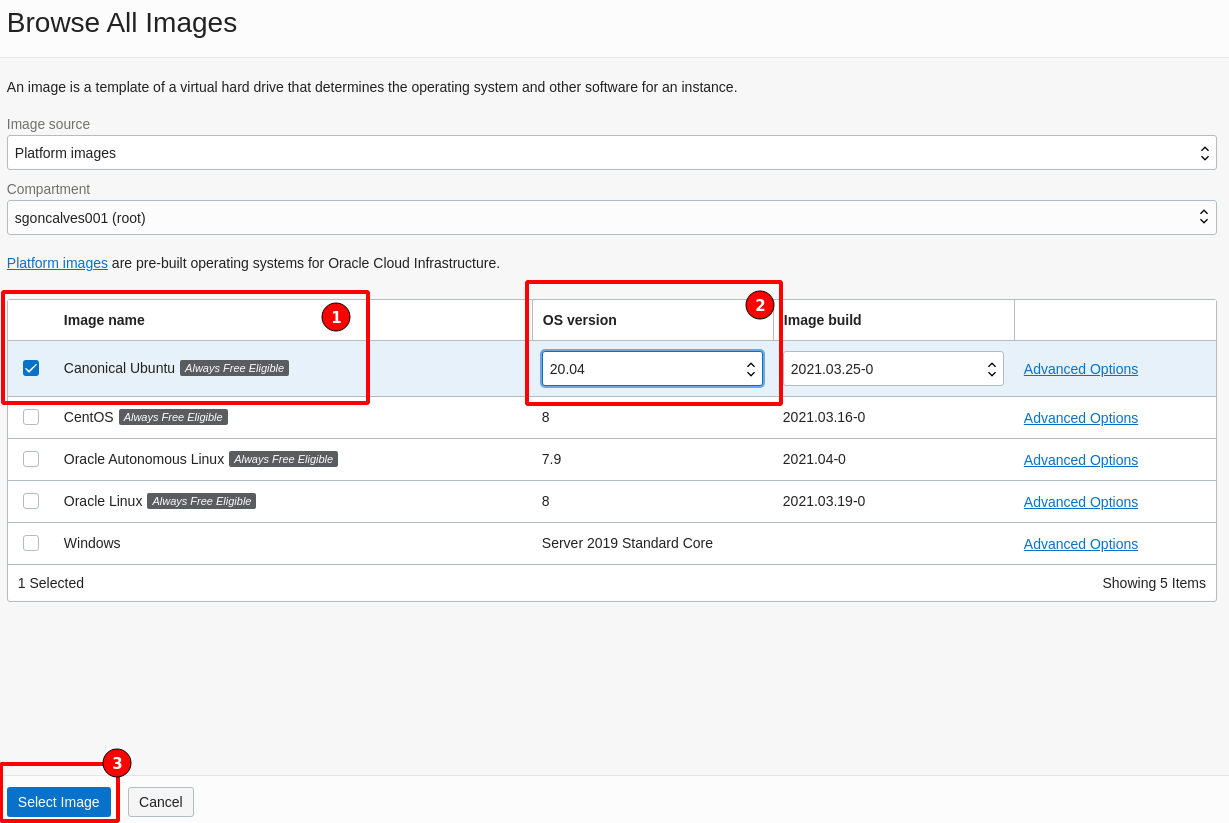 Browse All Images
An image is a template of a virtual hard drive that determines the operating system and other software for an instance.
Image source
Platform images
Compartment
sgoncalves001 (root)
Platform images are pre-built operating systems for Oracle Cloud Infrastructure.
Image name 1 OS version 2 Image build
Canonical Ubuntu Always Free Eligible 20.04 2021.03.25-0 Advanced Options
CentOS Always Free Eligible 8 2021.03.16-0 Advanced Options
Oracle Autonomous Linux Always Free Eligible 7.9 2021.04-0 Advanced Options
Oracle Linux Always Free Eligible 8 2021.03.19-0 Advanced Options
Windows Server 2019 Standard Core Advanced Options
1 Selected Showing 5 Items
3
Select Image Cancel